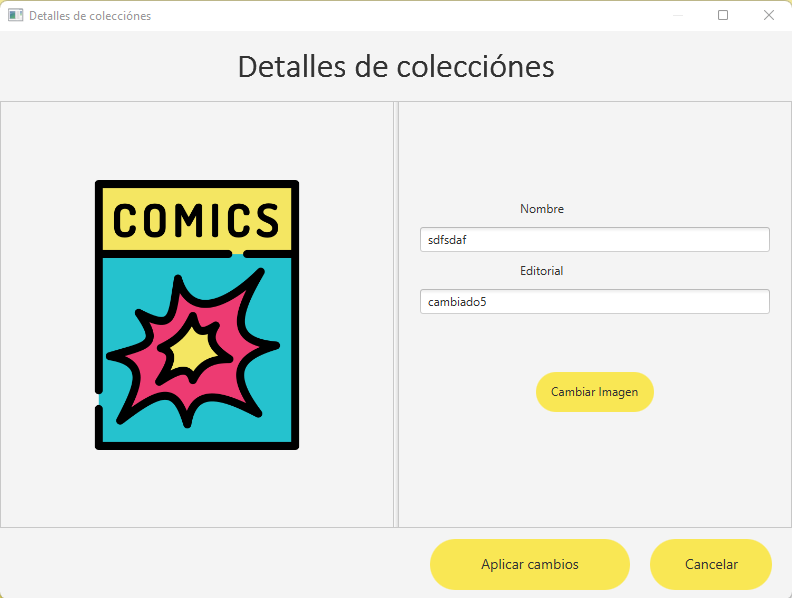 Detalles de colecciónes
Detalles de colecciónes
COMICS
Nombre
sdfsdaf
Editorial
cambiado5
Cambiar Imagen
Aplicar cambios
Cancelar